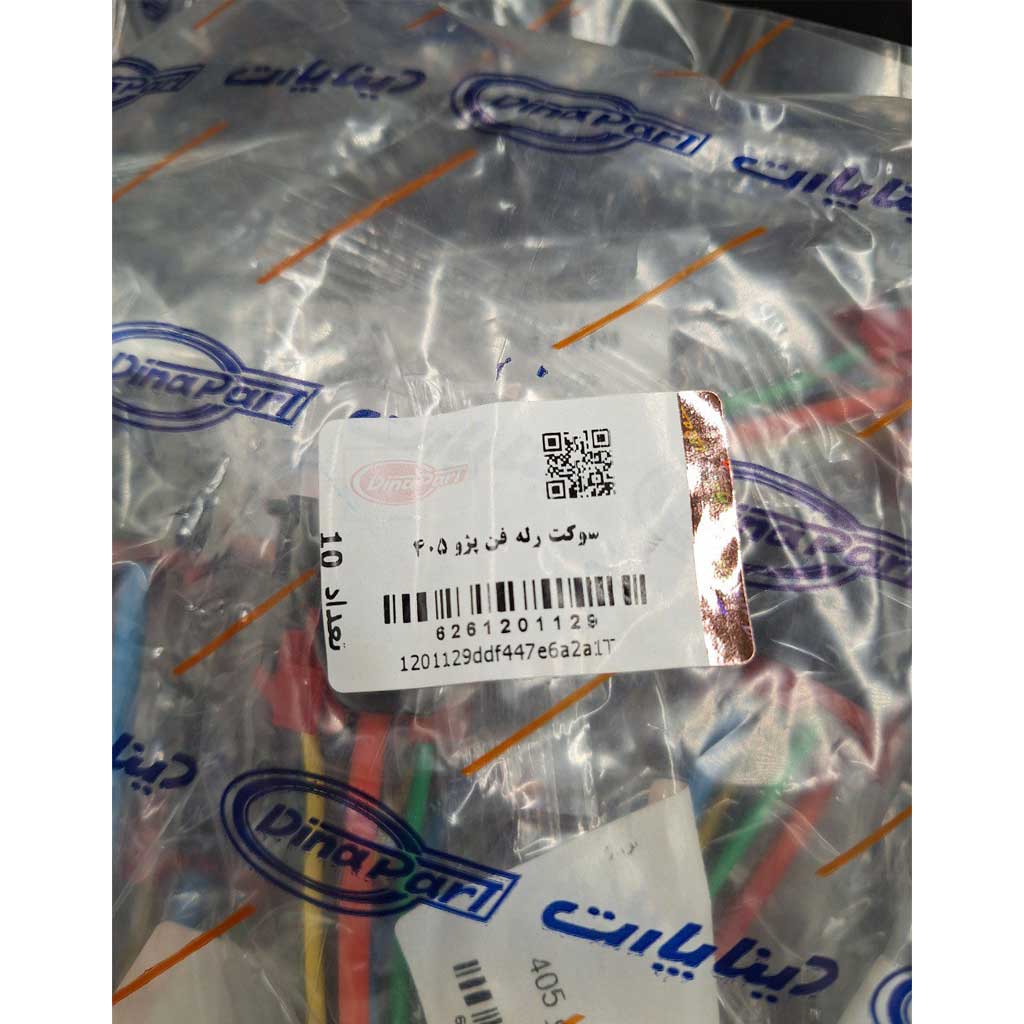 دیناپارت
DinaPart
دیناپارت
DinaPart
DinaPart
سوکت رله فن پژو ۴۰۵
تعداد 10
6261201129
1201129ddf447e6a2a1T
DinaPart
دیناپارت
405